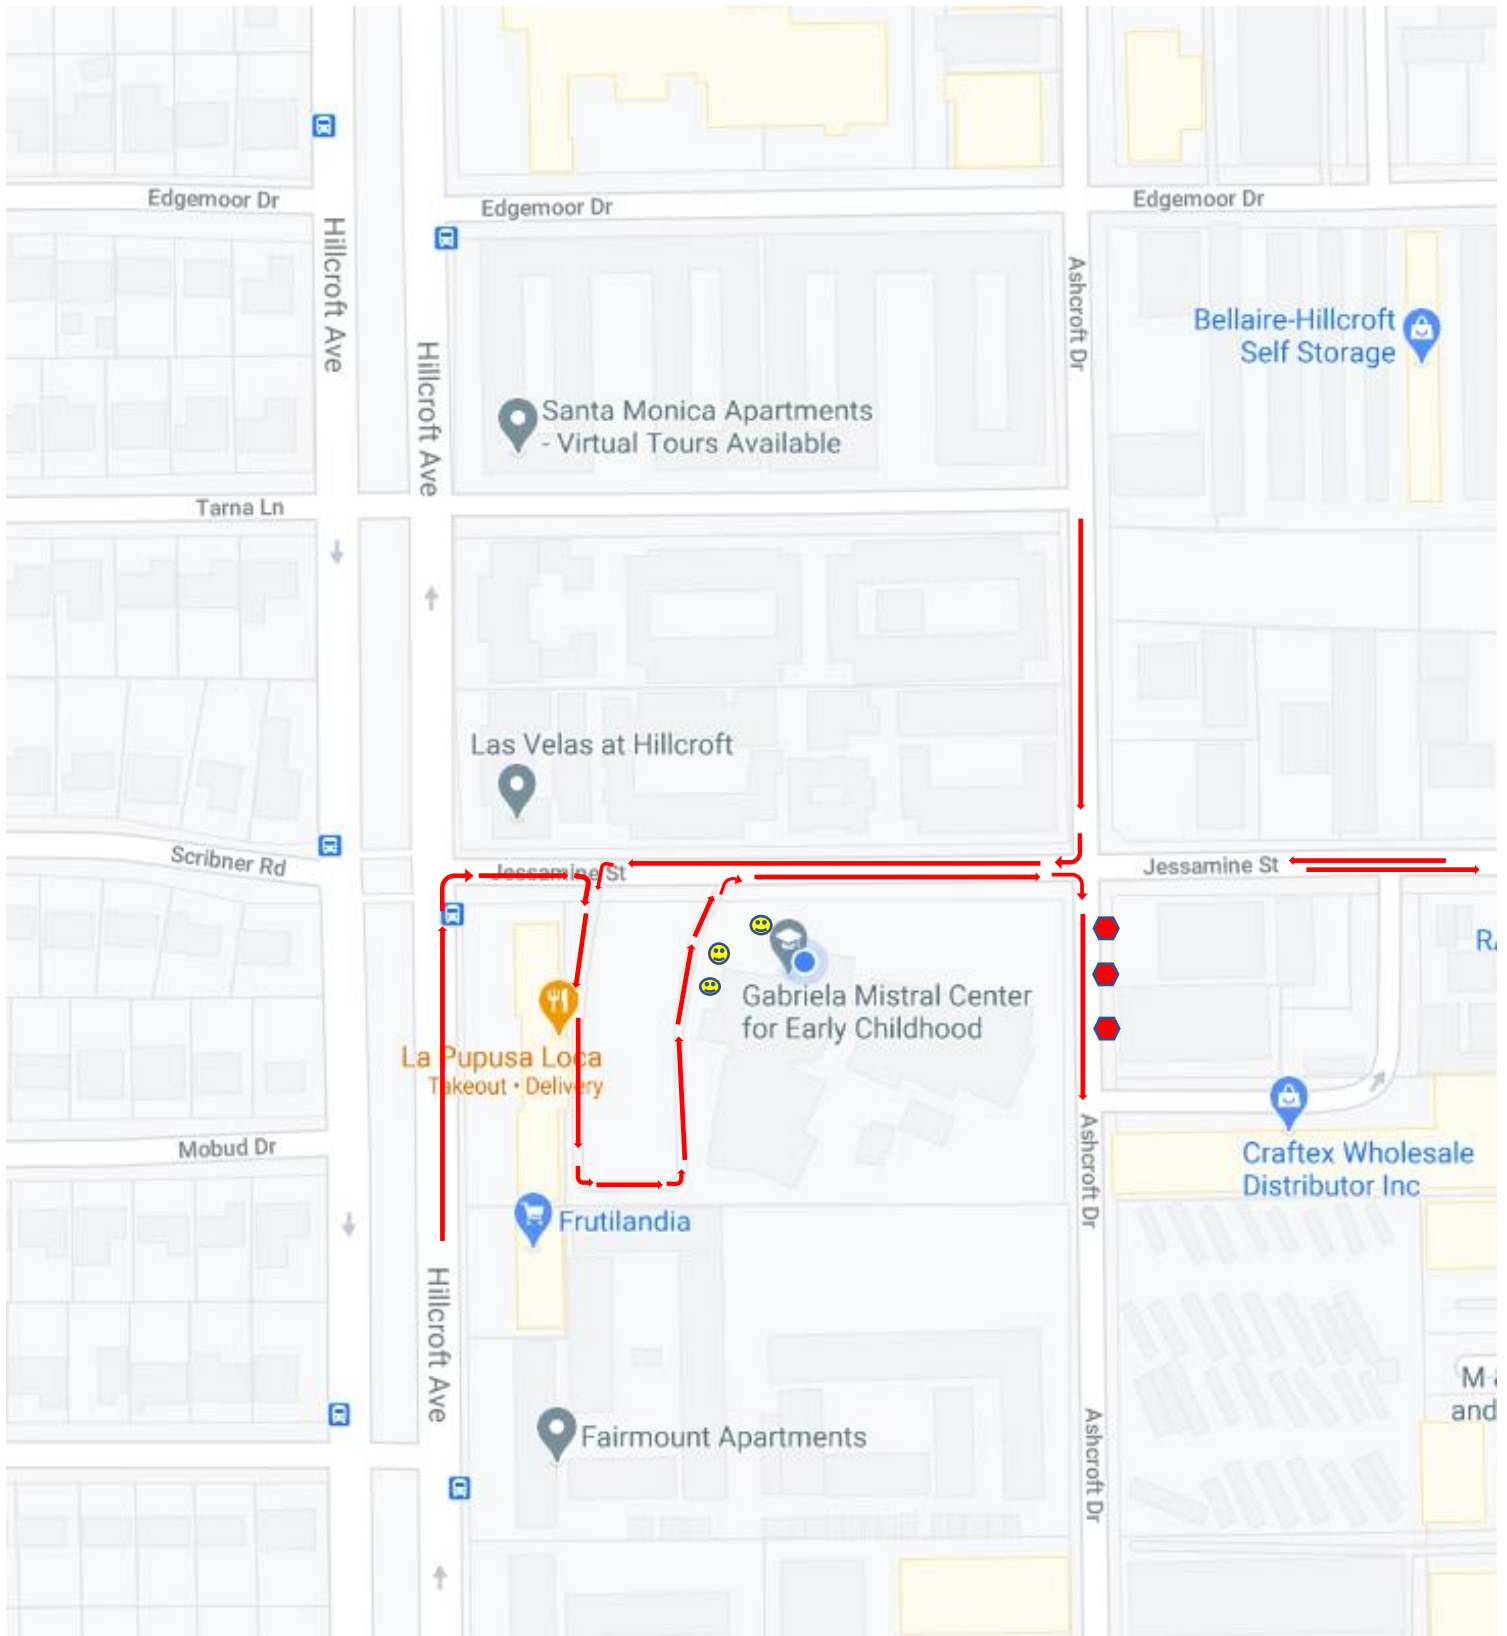 Edgemoor Dr
Edgemoor Dr
Edgemoor Dr
Hillcroft Ave
Ashcroft Dr
Bellaire-Hillcroft
Self Storage
Hillcroft Ave
Santa Monica Apartments
- Virtual Tours Available
Tarna Ln
Las Velas at Hillcroft
Scribner Rd
Jessamine St
Jessamine St
Gabriela Mistral Center
for Early Childhood
La Pupusa Loca
Takeout • Delivery
Mobud Dr
Ashcroft Dr
Craftex Wholesale
Distributor Inc
Frutilandia
Hillcroft Ave
Fairmount Apartments
Ashcroft Dr
M
and